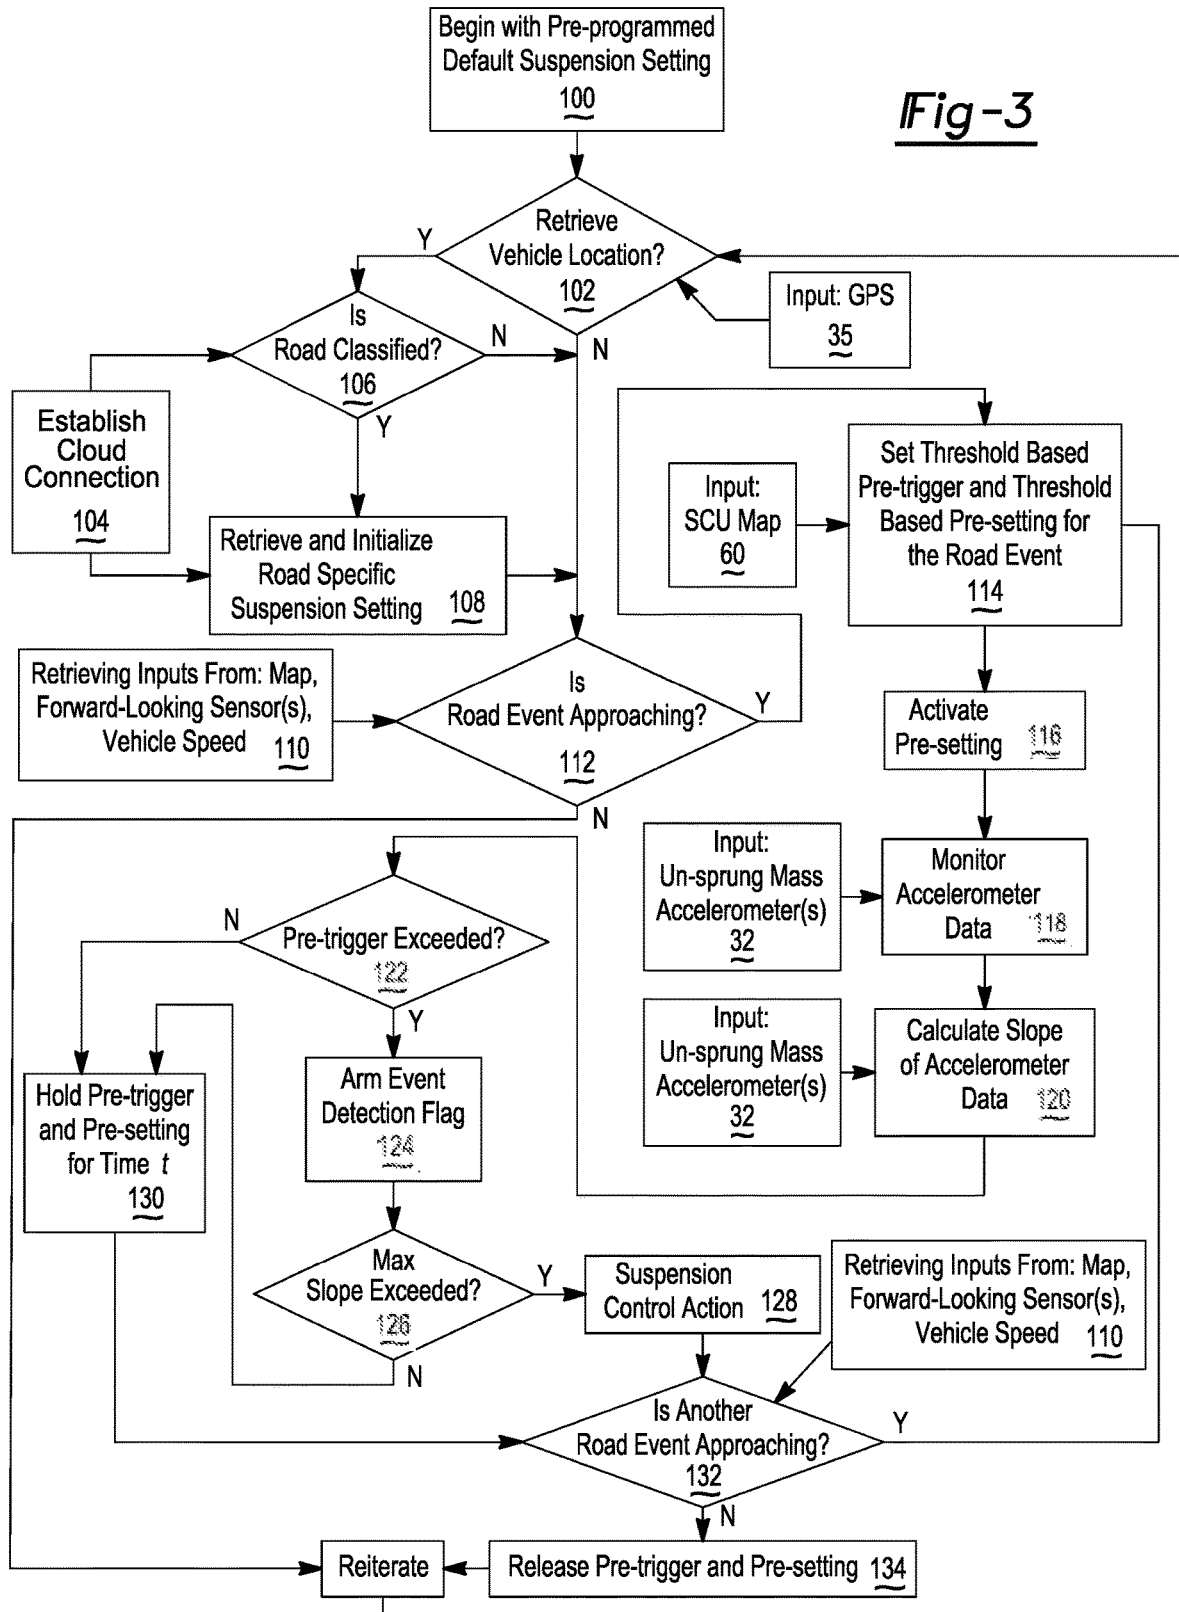 Begin with Pre-programmed
Default Suspension Setting
100
Fig-3
Retrieve
Vehicle Location?
102
Y
N
Input: GPS
35
Is
Road Classified?
106
N
Y
Establish
Cloud
Connection
104
Retrieve and Initialize
Road Specific
Suspension Setting 108
Input:
SCU Map
60
Set Threshold Based
Pre-trigger and Threshold
Based Pre-setting for
the Road Event
114
Retrieving Inputs From: Map,
Forward-Looking Sensor(s),
Vehicle Speed 110
Is
Road Event Approaching?
112
Y
N
Activate
Pre-setting 116
Input:
Un-sprung Mass
Accelerometer(s)
32
Monitor
Accelerometer
Data 118
Pre-trigger Exceeded?
122
N
Y
Input:
Un-sprung Mass
Accelerometer(s)
32
Calculate Slope
of Accelerometer
Data 120
Hold Pre-trigger
and Pre-setting
for Time t
130
Arm Event
Detection Flag
124
Max
Slope Exceeded?
126
Y
N
Suspension
Control Action 128
Retrieving Inputs From: Map,
Forward-Looking Sensor(s),
Vehicle Speed 110
Is Another
Road Event Approaching?
132
Y
N
Reiterate
Release Pre-trigger and Pre-setting 134